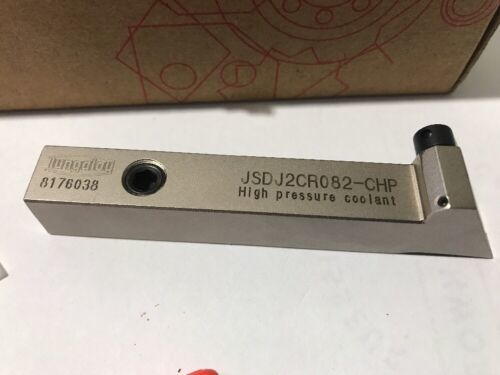 Tungaloy
8176038
JSDJ2CR082-CHP
High pressure coolant